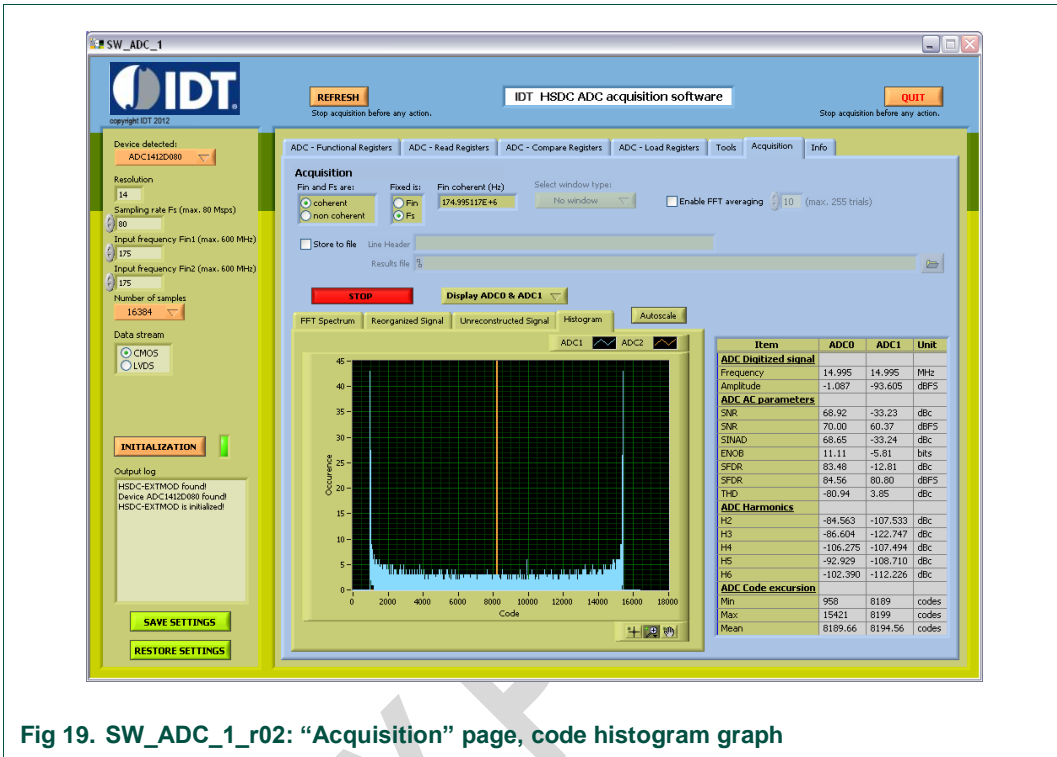 SW_ADC_1
IDT.
copyright IDT 2012
REFRESH
Stop acquisition before any action.
IDT HSDC ADC acquisition software
QUIT
Stop acquisition before any action.
Device detected:
ADC1412D080
Resolution
14
Sampling rate Fs (max. 80 Msps)
80
Input frequency Fin1 (max. 600 MHz)
175
Input frequency Fin2 (max. 600 MHz)
175
Number of samples
16384
Data stream
CMOS
LVDS
INITIALIZATION
Output log
HSDC-EXTMOD found!
Device ADC1412D080 found!
HSDC-EXTMOD is initialized!
SAVE SETTINGS
RESTORE SETTINGS
ADC - Functional Registers ADC - Read Registers ADC - Compare Registers ADC - Load Registers Tools Acquisition Info
Acquisition
Fin and Fs are: Fixed is: Fin coherent (Hz) Select window type:
coherent Fin 174.995117E+6 No window Enable FFT averaging 10 (max. 255 trials)
non coherent Fs
Store to file Line Header
Results file
STOP Display ADC0 & ADC1
FFT Spectrum Reorganized Signal Unreconstructed Signal Histogram Autoscale
ADC1 ADC2
45
40
35
30
25
20
15
10
5
0
Occurence
0 2000 4000 6000 8000 10000 12000 14000 16000 18000
Code
Item ADC0 ADC1 Unit
ADC Digitized signal
Frequency 14.995 14.995 MHz
Amplitude -1.087 -93.605 dBFS
ADC AC parameters
SNR 68.92 -33.23 dBc
SNR 70.00 60.37 dBFS
SINAD 68.65 -33.24 dBc
ENOB 11.11 -5.81 bits
SFDR 83.48 -12.81 dBc
SFDR 84.56 80.80 dBFS
THD -80.94 3.85 dBc
ADC Harmonics
H2 -84.563 -107.533 dBc
H3 -86.604 -122.747 dBc
H4 -106.275 -107.494 dBc
H5 -92.929 -108.710 dBc
H6 -102.390 -112.226 dBc
ADC Code excursion
Min 958 8189 codes
Max 15421 8199 codes
Mean 8189.66 8194.56 codes
Fig 19. SW_ADC_1_r02: “Acquisition” page, code histogram graph